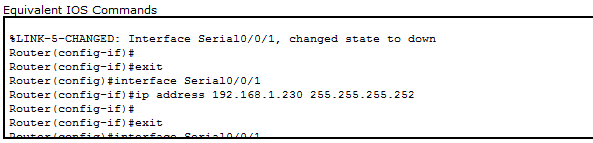 Equivalent IOS Commands
%LINK-5-CHANGED: Interface Serial0/0/1, changed state to down
Router(config-if)#
Router(config-if)#exit
Router(config)#interface Serial0/0/1
Router(config-if)#ip address 192.168.1.230 255.255.255.252
Router(config-if)#
Router(config-if)#exit
Router(config)#interface Serial0/0/1